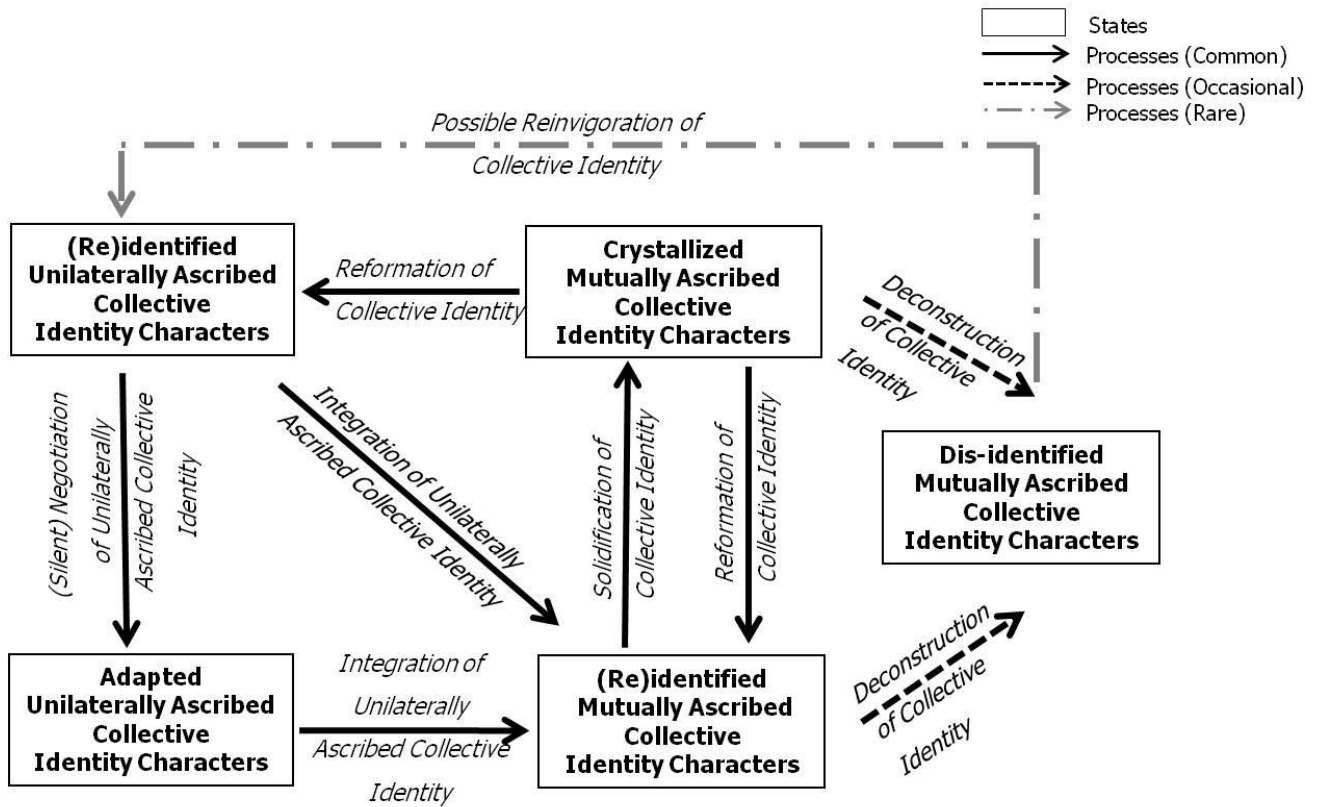 States
Processes (Common)
Processes (Occasional)
Processes (Rare)
Possible Reinvigoration of
Collective Identity
(Re)identified
Unilaterally Ascribed
Collective
Identity Characters
Reformation of
Collective Identity
Crystallized
Mutually Ascribed
Collective
Identity Characters
Deconstruction
of Collective
Identity
(Silent) Negotiation
of Unilaterally
Ascribed Collective
Identity
Integration of Unilaterally
Ascribed Collective Identity
Solidification of
Collective Identity
Reformation of
Collective Identity
Dis-identified
Mutually Ascribed
Collective
Identity Characters
Adapted
Unilaterally Ascribed
Collective
Identity Characters
Integration of
Unilaterally
Ascribed Collective
Identity
(Re)identified
Mutually Ascribed
Collective
Identity Characters
Deconstruction
of Collective
Identity